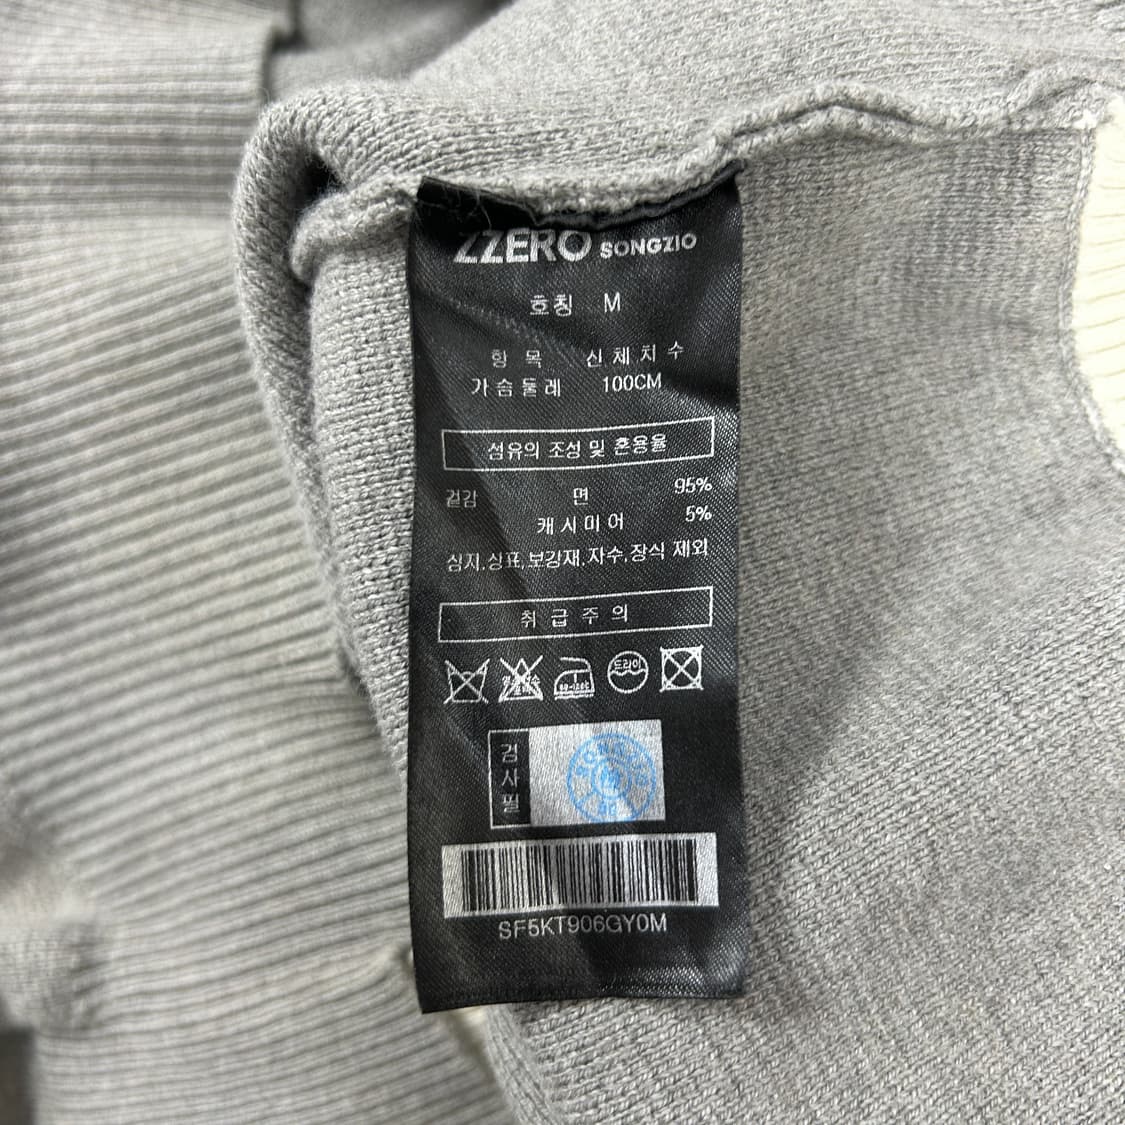 ZZERO SONGZIO
호칭 M
항 목 신 체 치 수
가슴둘레 100CM
섬유의 조성 및 혼용율
겉감 면 95%
캐시미어 5%
심지,상표,보강재,자수,장식 제외
취급주의
드라이
검사필
SF5KT906GY0M